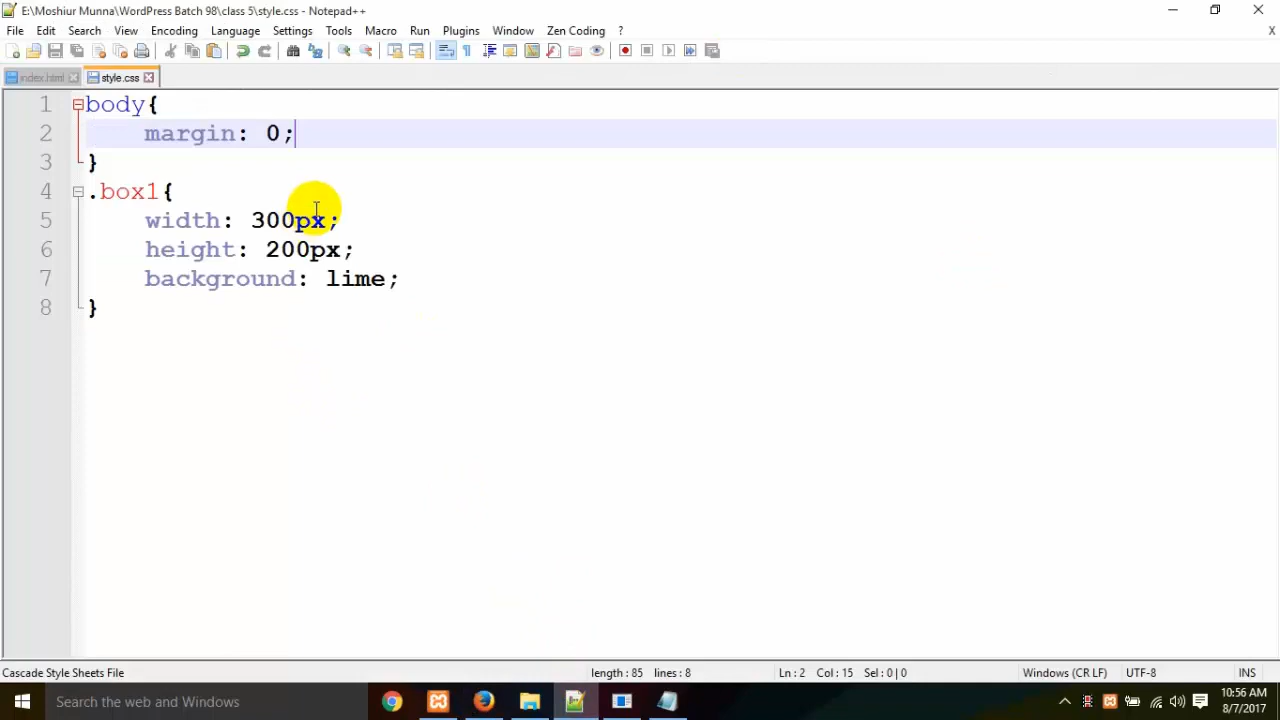 E:\Moshiur Munna\WordPress Batch 98\class 5\style.css - Notepad++
File Edit Search View Encoding Language Settings Tools Macro Run Plugins Window Zen Coding ? X
index.html style.css
1 body{
2 margin: 0;
3 }
4 .box1{
5 width: 300px;
6 height: 200px;
7 background: lime;
8 }
Cascade Style Sheets File length : 85 lines : 8 Ln : 2 Col : 15 Sel : 0 | 0 Windows (CR LF) UTF-8 INS
Search the web and Windows
10:56 AM
8/7/2017